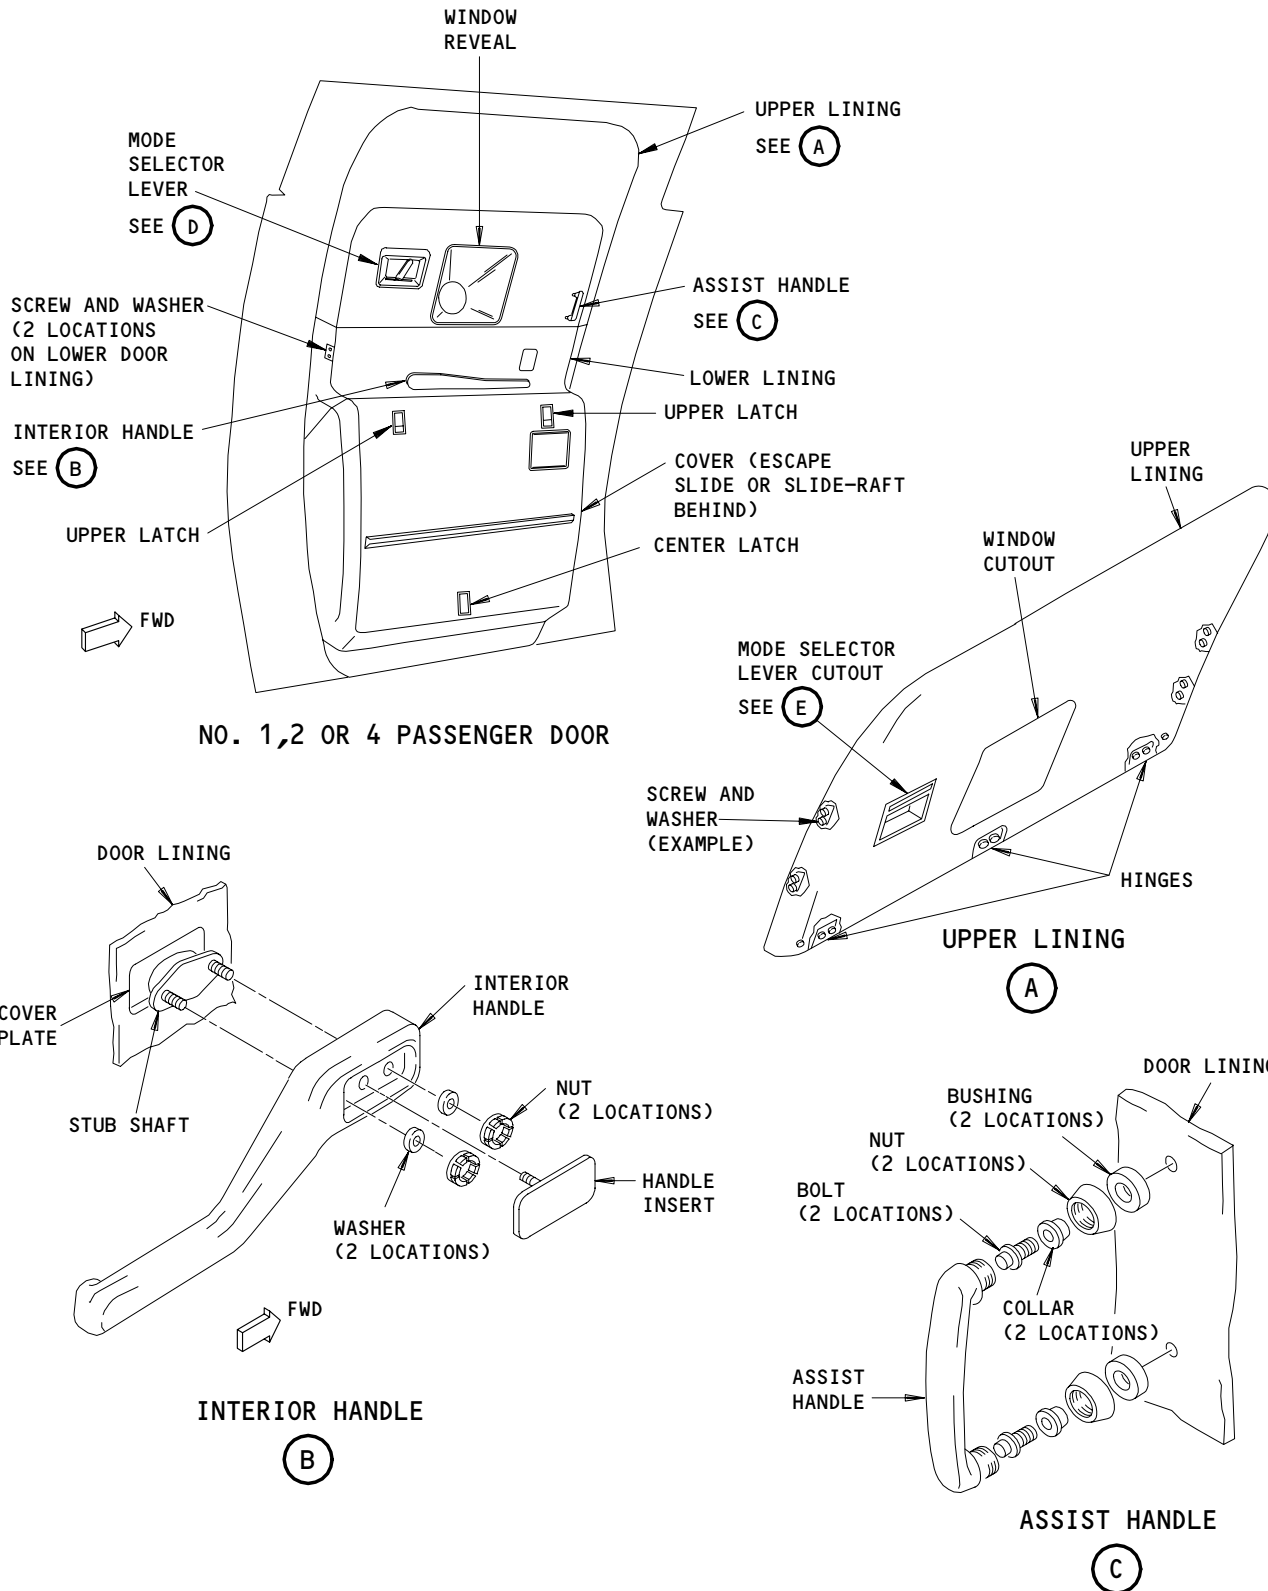 WINDOW
REVEAL
UPPER LINING
SEE A
MODE
SELECTOR
LEVER
SEE D
SCREW AND WASHER
(2 LOCATIONS
ON LOWER DOOR
LINING)
ASSIST HANDLE
SEE C
LOWER LINING
INTERIOR HANDLE
SEE B
UPPER LATCH
COVER (ESCAPE
SLIDE OR SLIDE-RAFT
BEHIND)
UPPER LATCH
CENTER LATCH
FWD
NO. 1,2 OR 4 PASSENGER DOOR
UPPER
LINING
WINDOW
CUTOUT
MODE SELECTOR
LEVER CUTOUT
SEE E
SCREW AND
WASHER
(EXAMPLE)
HINGES
UPPER LINING
A
DOOR LINING
COVER
PLATE
STUB SHAFT
INTERIOR
HANDLE
NUT
(2 LOCATIONS)
HANDLE
INSERT
WASHER
(2 LOCATIONS)
FWD
INTERIOR HANDLE
B
DOOR LINING
BUSHING
(2 LOCATIONS)
NUT
(2 LOCATIONS)
BOLT
(2 LOCATIONS)
COLLAR
(2 LOCATIONS)
ASSIST
HANDLE
ASSIST HANDLE
C